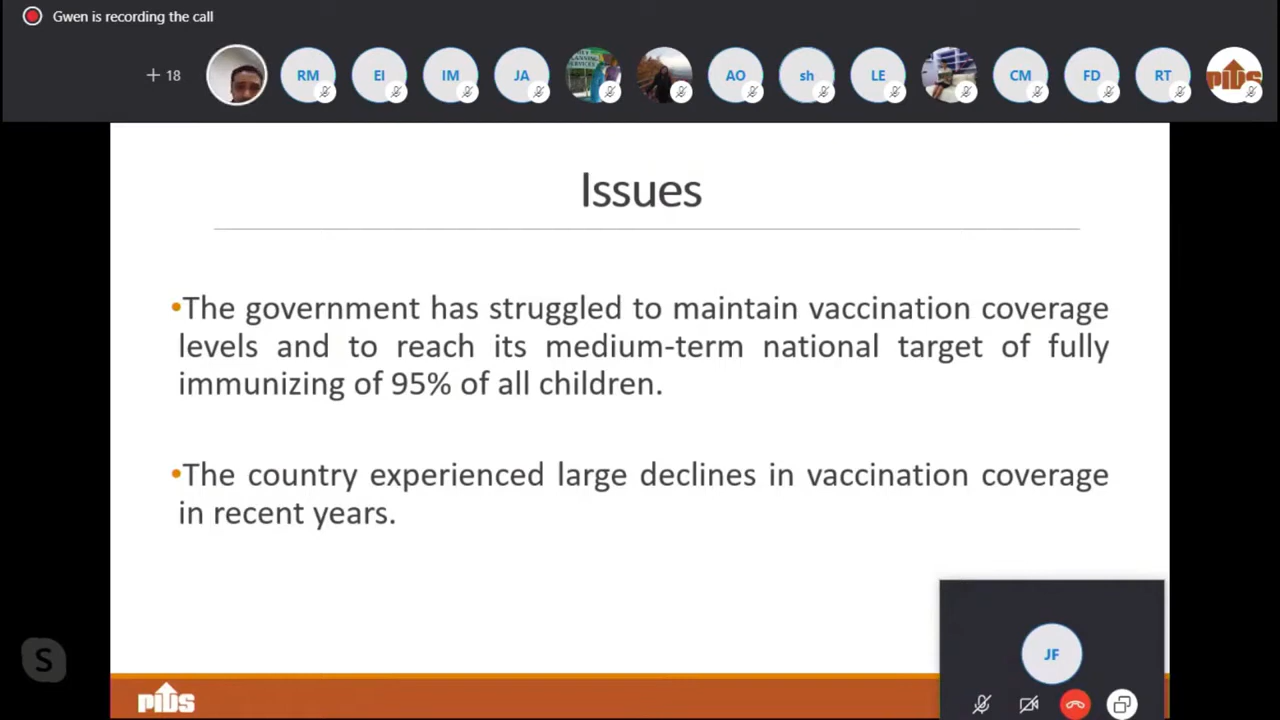 Gwen is recording the call
+ 18
RM
EI
IM
JA
AO
sh
LE
CM
FD
RT
Issues
•The government has struggled to maintain vaccination coverage
levels and to reach its medium-term national target of fully
immunizing of 95% of all children.
•The country experienced large declines in vaccination coverage
in recent years.
JF
S